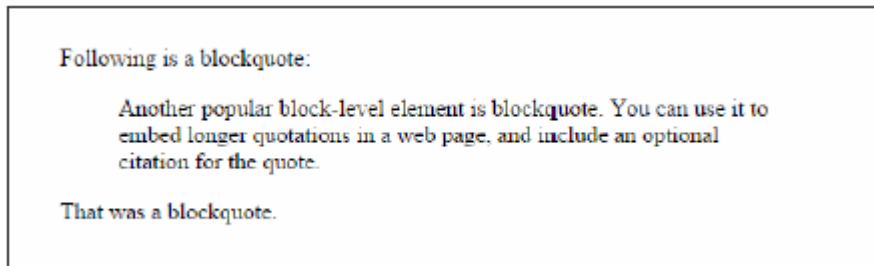 Following is a blockquote:
Another popular block-level element is blockquote. You can use it to
embed longer quotations in a web page, and include an optional
citation for the quote.
That was a blockquote.